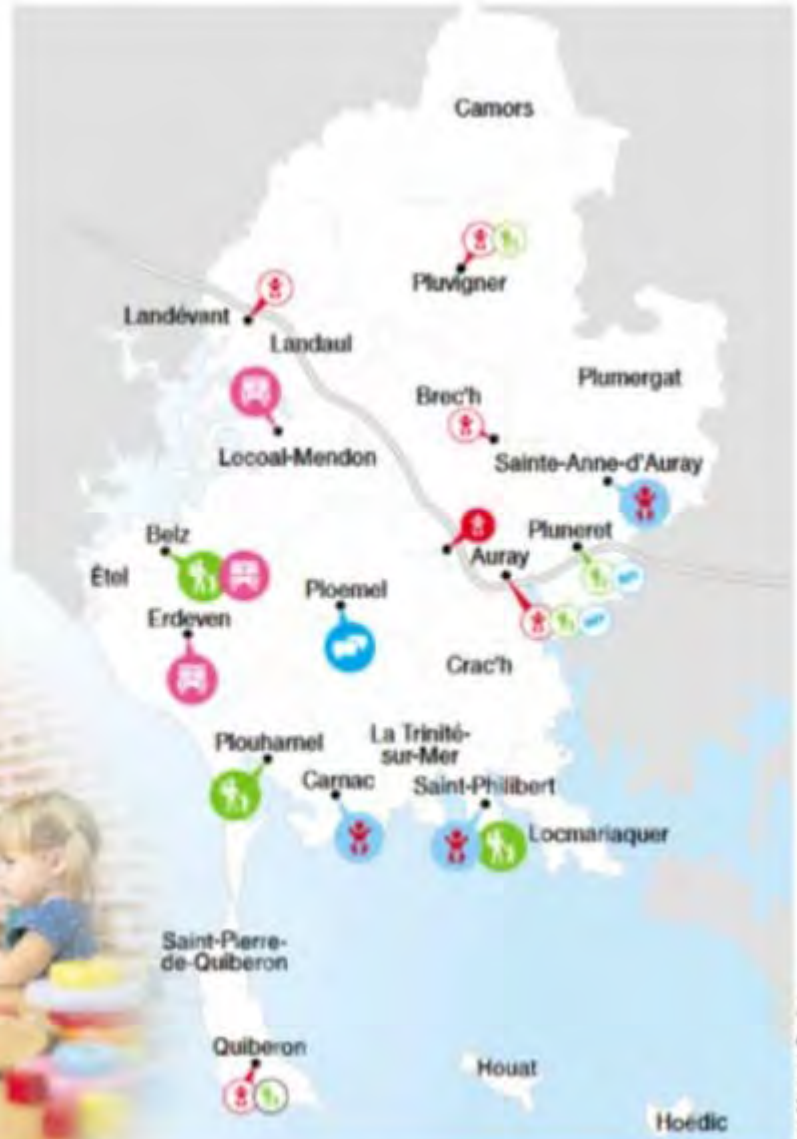 Camors
Pluvigner
Landévant
Landaul
Plumergat
Brec'h
Locoal-Mendon
Sainte-Anne-d'Auray
Belz
Pluneret
Auray
Étel
Ploemel
Erdeven
Crac'h
Plouharnel
La Trinité-
sur-Mer
Carnac
Saint-Philibert
Locmariaquer
Saint-Pierre-
de-Quiberon
Quiberon
Houat
Hoëdic